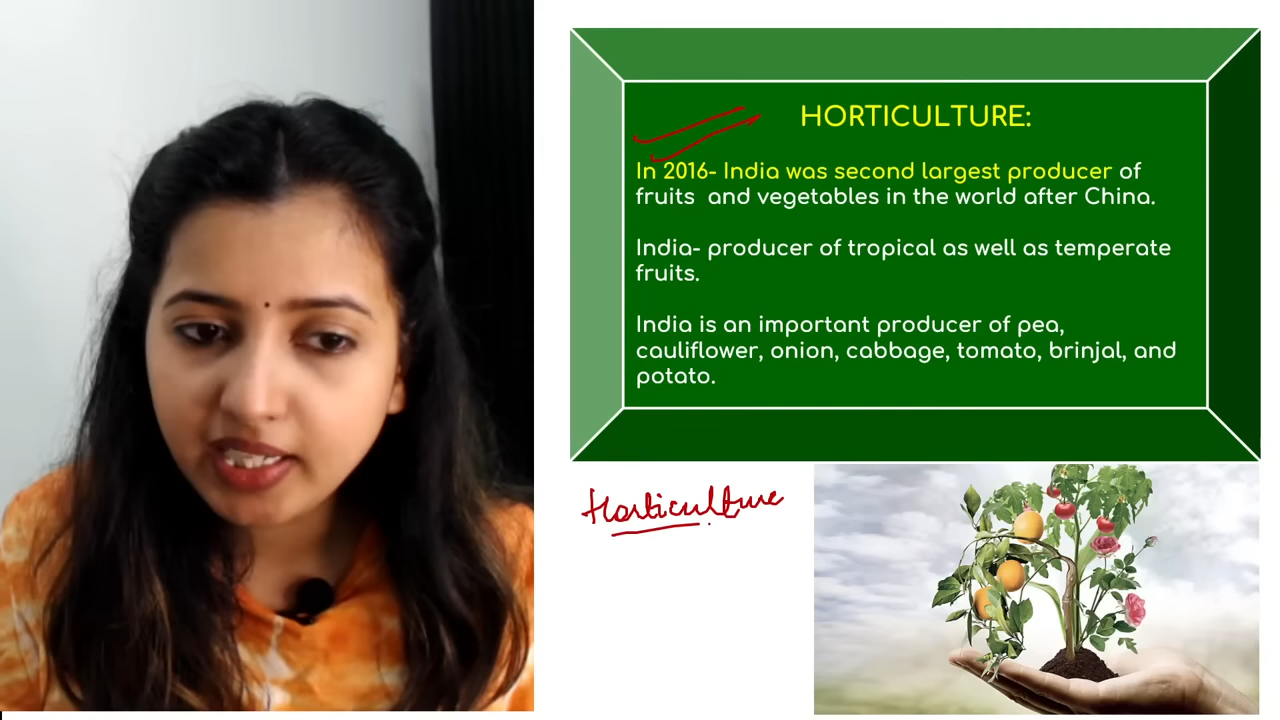 HORTICULTURE:
In 2016- India was second largest producer of
fruits and vegetables in the world after China.
India- producer of tropical as well as temperate
fruits.
India is an important producer of pea,
cauliflower, onion, cabbage, tomato, brinjal, and
potato.
Horticulture